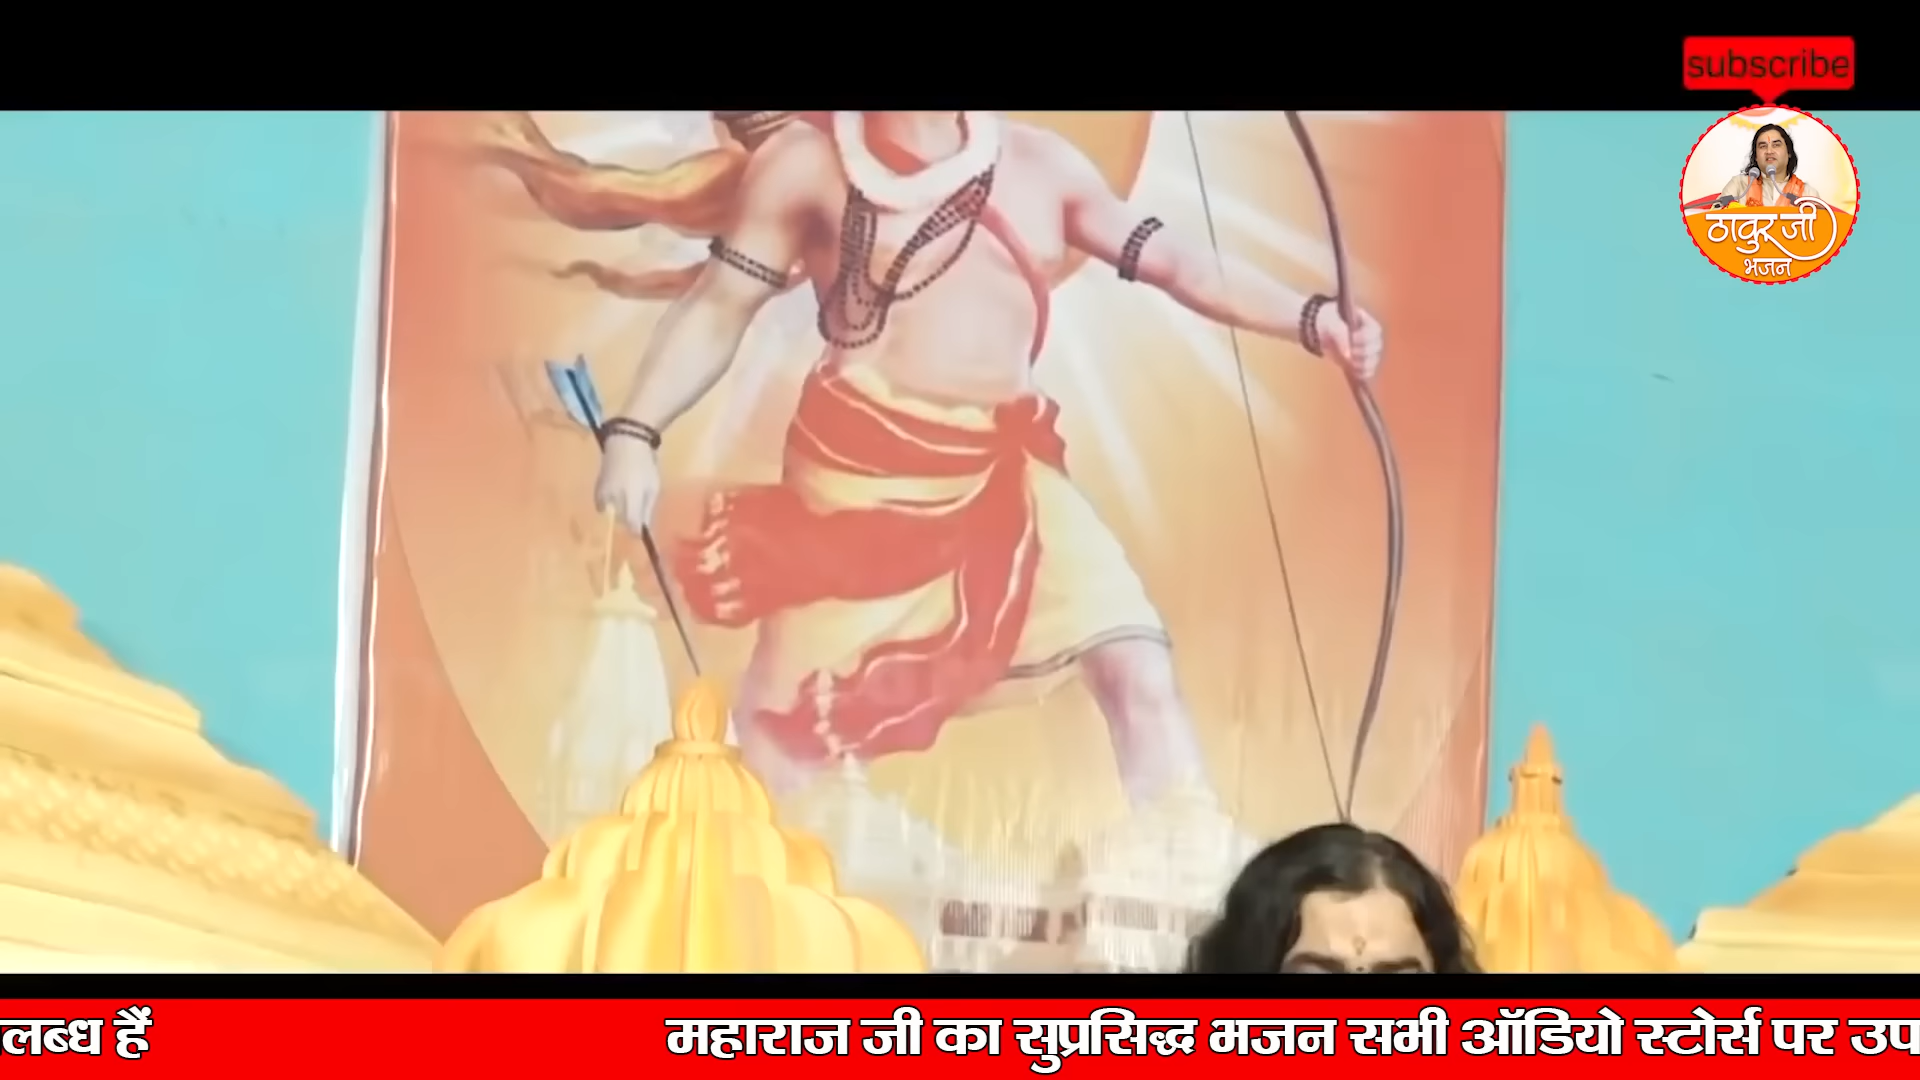 subscribe
ठाकुर जी
भजन
लब्ध हैं महाराज जी का सुप्रसिद्ध भजन सभी ऑडियो स्टोर्स पर उप